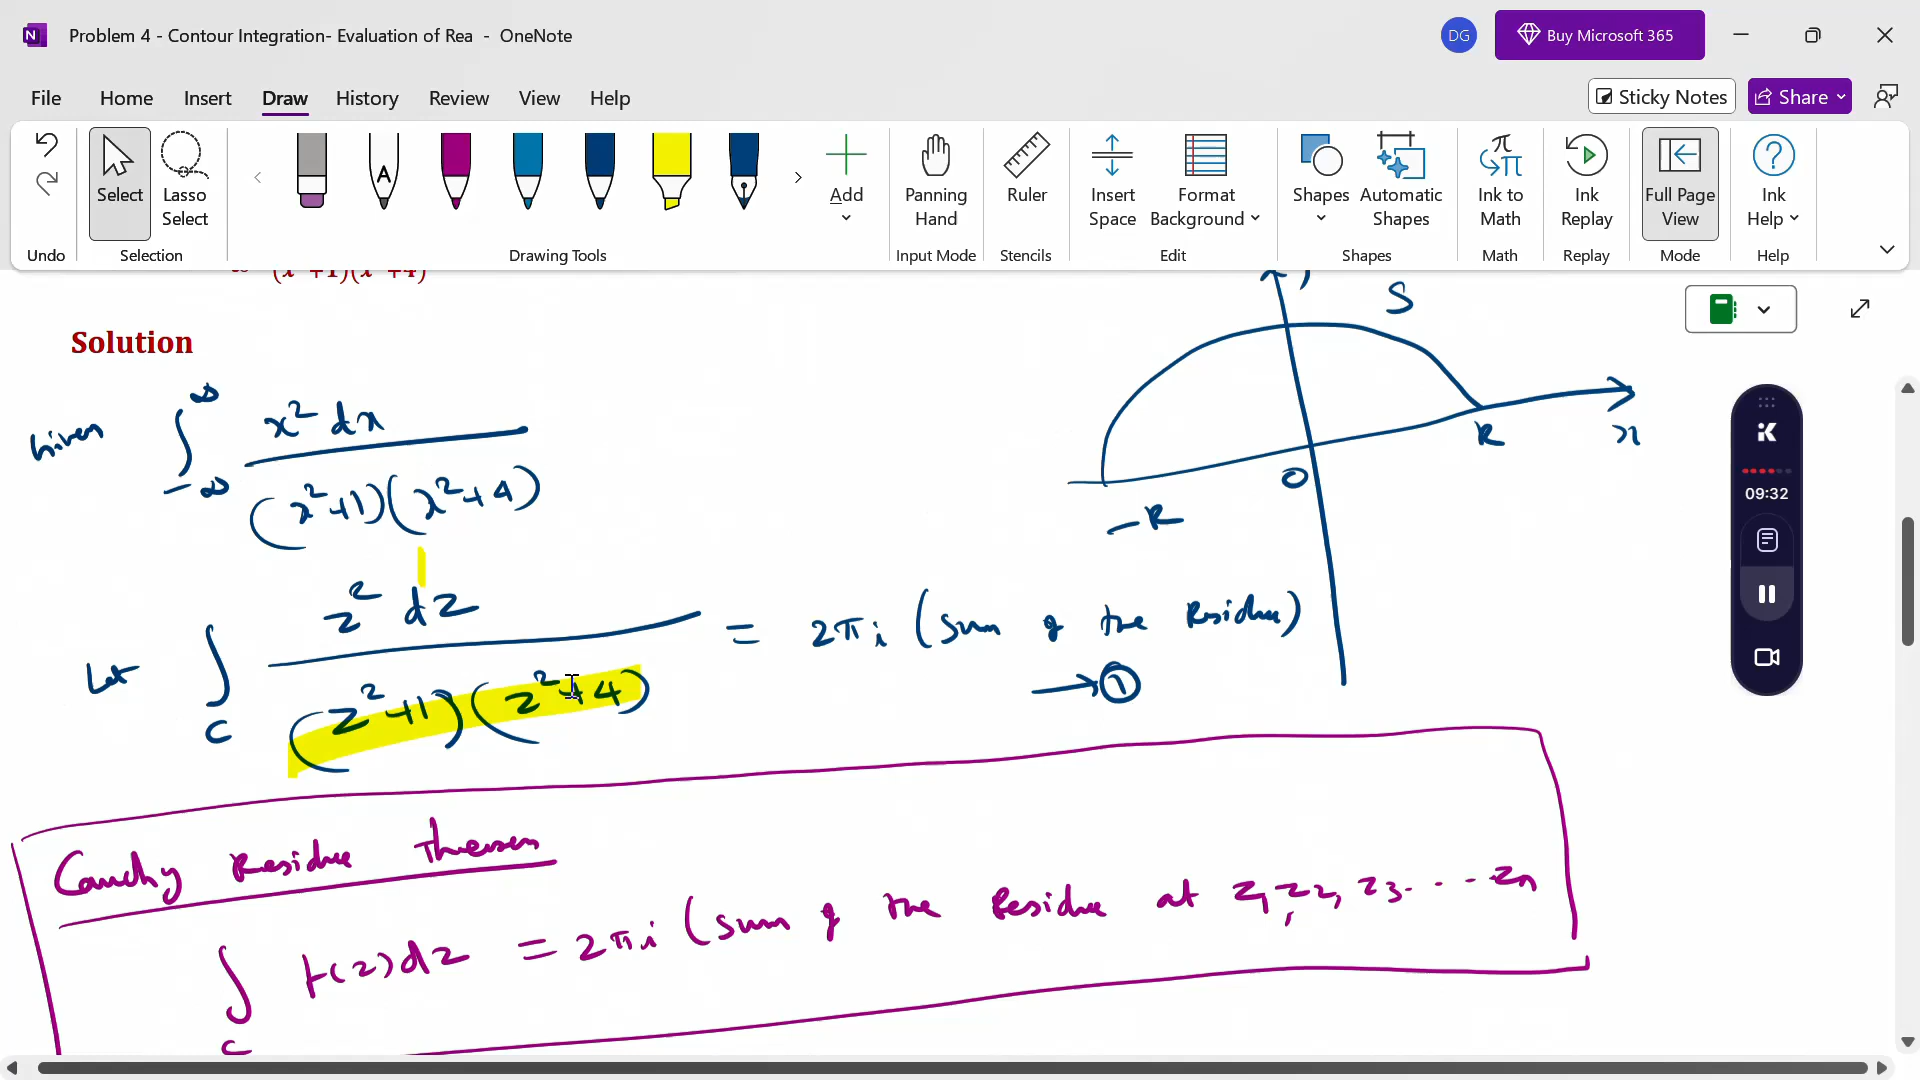 Problem 4 - Contour Integration- Evaluation of Rea - OneNote
DG
Buy Microsoft 365
File Home Insert Draw History Review View Help
Sticky Notes
Share
Select
Lasso Select
A
Add
Panning Hand
Ruler
Insert Space
Format Background
Shapes
Automatic Shapes
Ink to Math
Ink Replay
Full Page View
Ink Help
Undo Selection Drawing Tools Input Mode Stencils Edit Shapes Math Replay Mode Help
Solution
S
Given ∫ -∞ ∞ x² dx
(x²+1)(x²+4)
R x
0
-R
09:32
Let ∫ C z² dz = 2πi (sum of the Residue)
(z²+1)(z²+4) → ①
Cauchy Residue Theorem
∫ C f(z)dz = 2πi (sum of the Residue at z₁, z₂, z₃.....zₙ